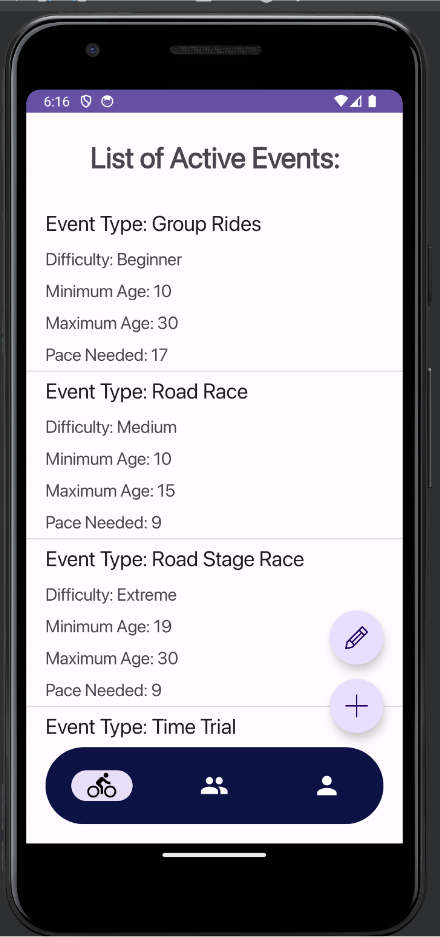 6:16
List of Active Events:
Event Type: Group Rides
Difficulty: Beginner
Minimum Age: 10
Maximum Age: 30
Pace Needed: 17
Event Type: Road Race
Difficulty: Medium
Minimum Age: 10
Maximum Age: 15
Pace Needed: 9
Event Type: Road Stage Race
Difficulty: Extreme
Minimum Age: 19
Maximum Age: 30
Pace Needed: 9
Event Type: Time Trial